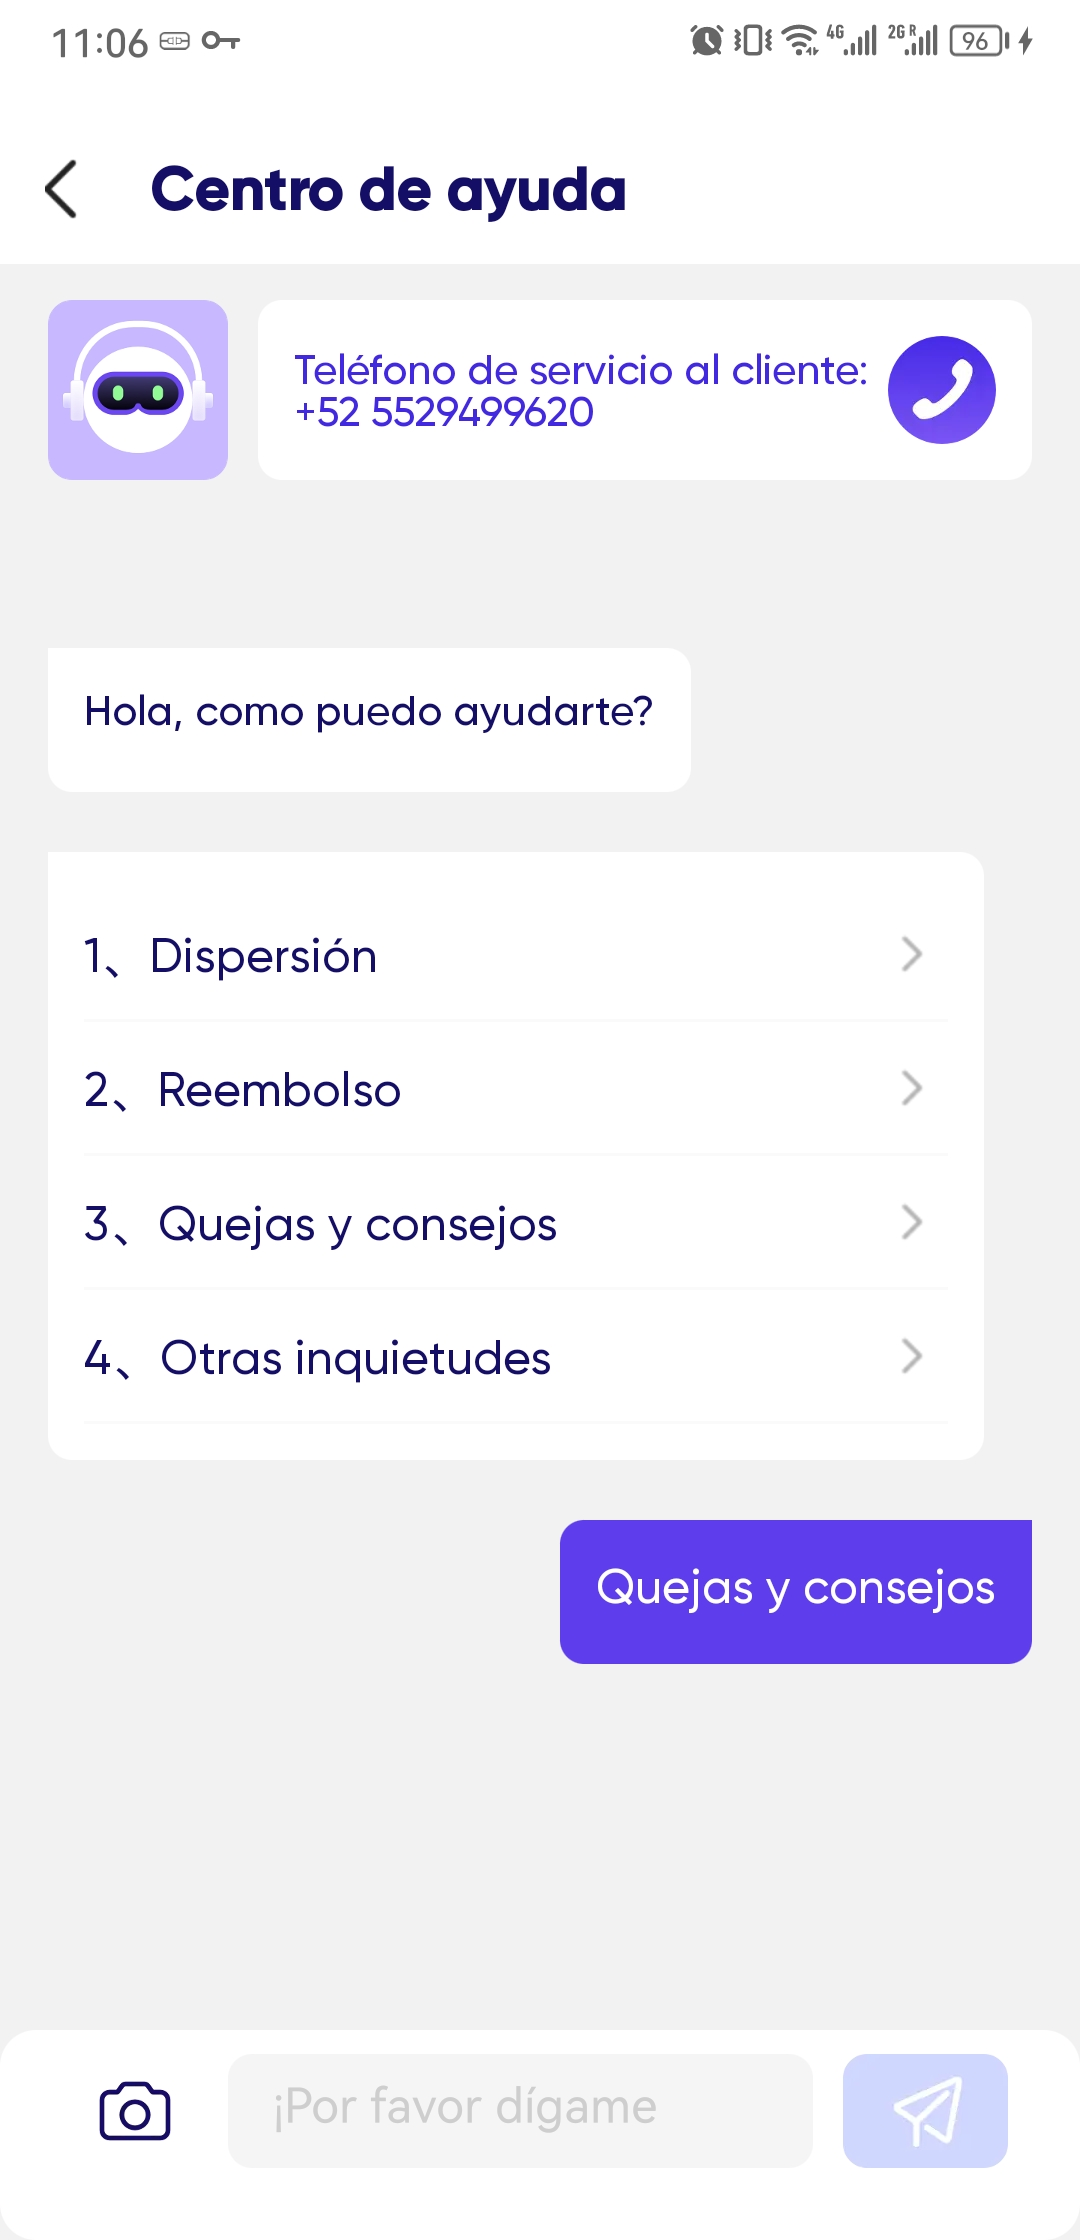 11:06
4G
2G R
96
Centro de ayuda
Teléfono de servicio al cliente:
+52 5529499620
Hola, como puedo ayudarte?
1、Dispersión
2、Reembolso
3、Quejas y consejos
4、Otras inquietudes
Quejas y consejos
¡Por favor dígame